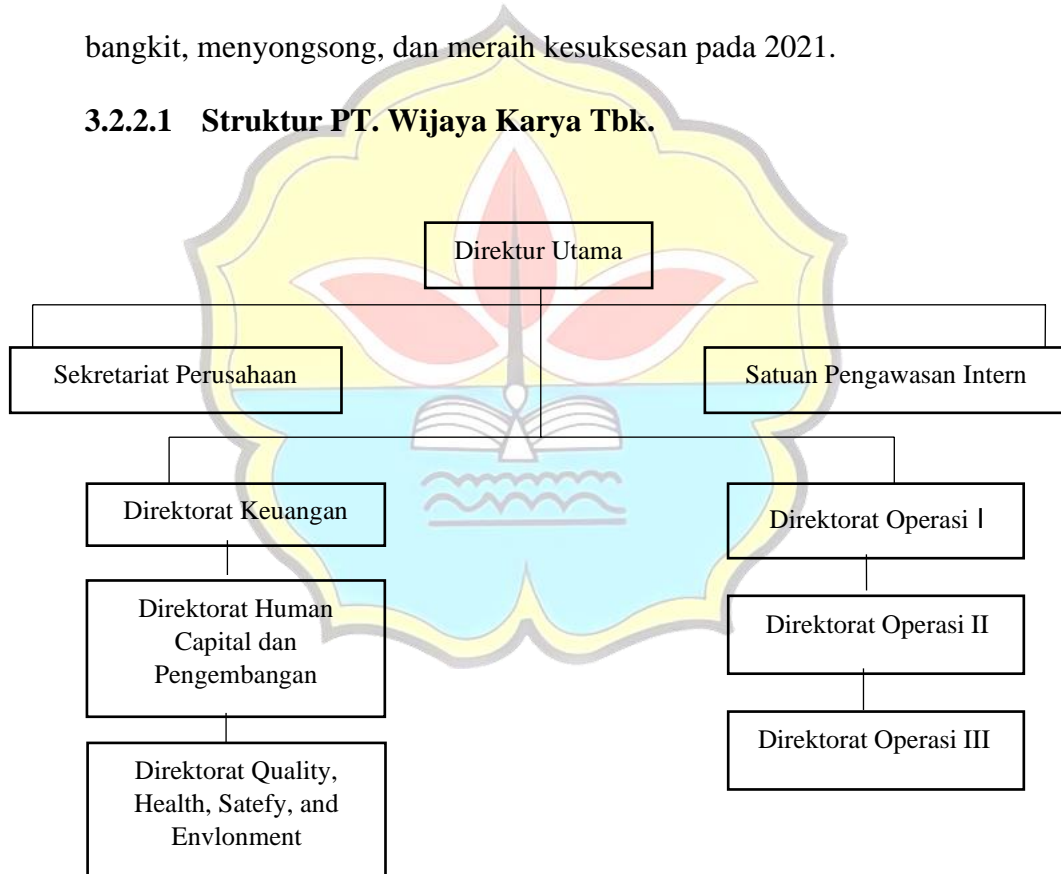 bangkit, menyongsong, dan meraih kesuksesan pada 2021.
3.2.2.1 Struktur PT. Wijaya Karya Tbk.
Direktur Utama
Sekretariat Perusahaan
Satuan Pengawasan Intern
Direktorat Keuangan
Direktorat Operasi I
Direktorat Human
Capital dan
Pengembangan
Direktorat Operasi II
Direktorat Operasi III
Direktorat Quality,
Health, Satefy, and
Envlonment